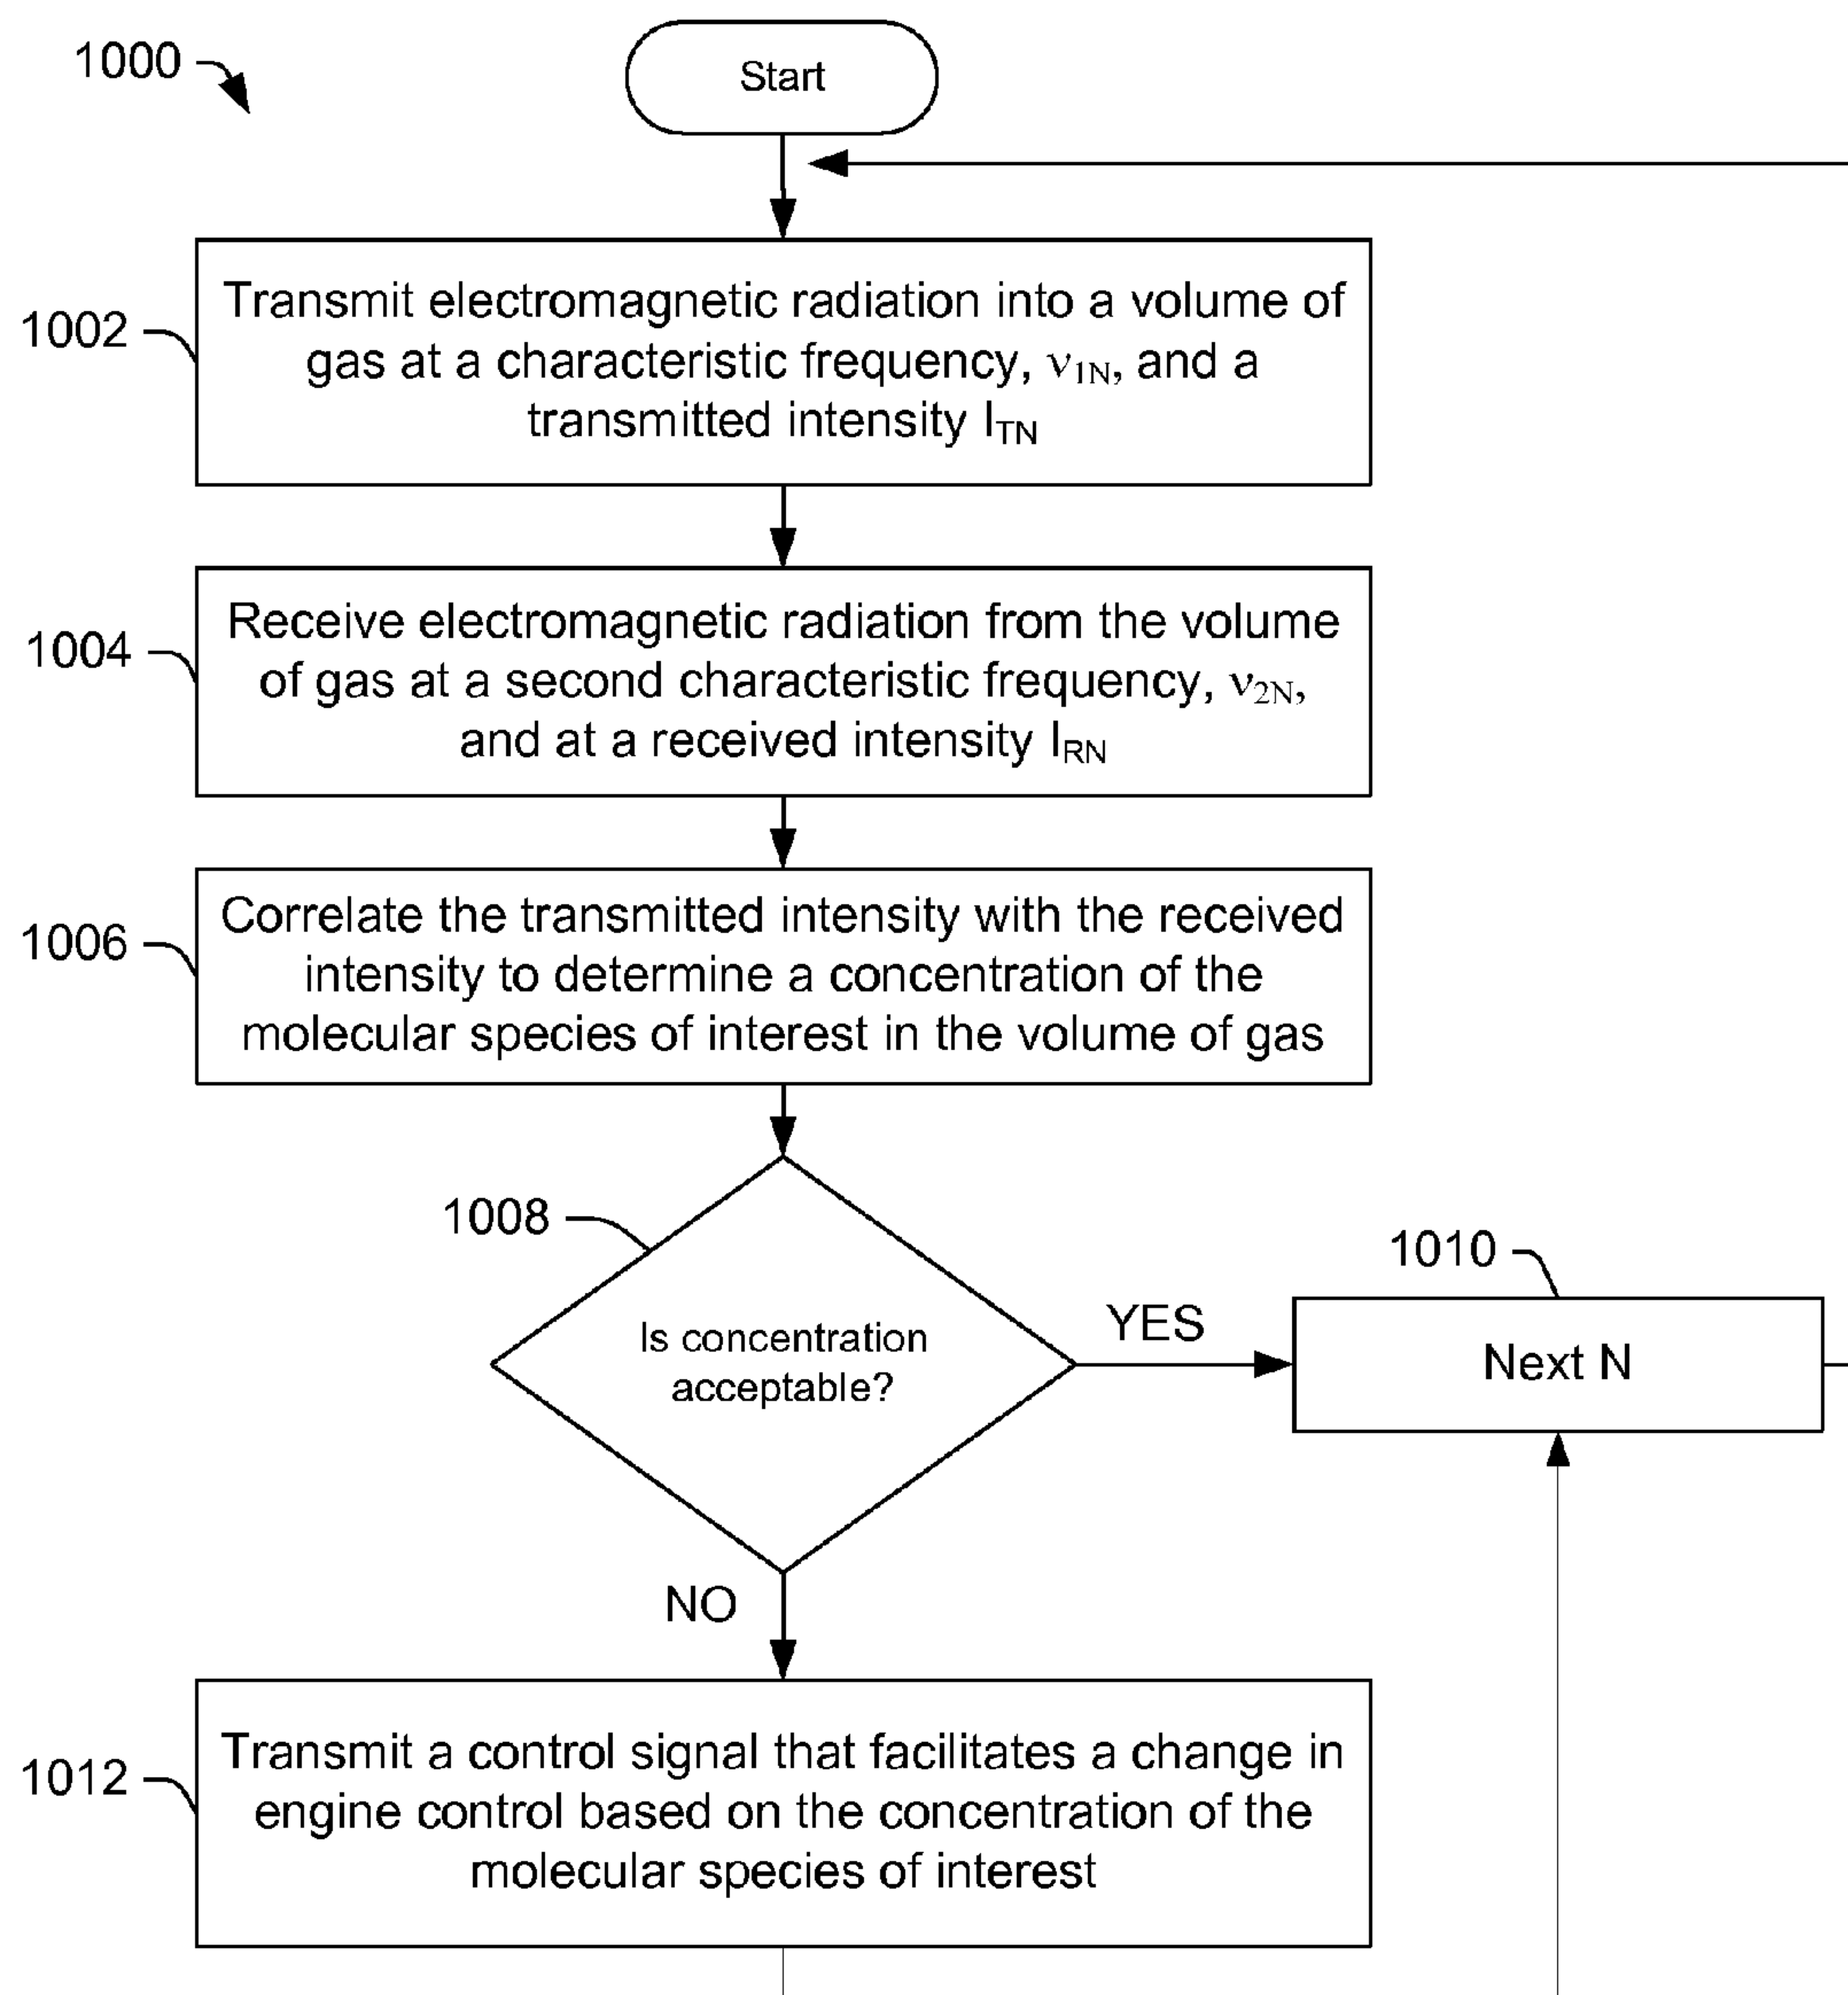 1000
Start
1002
Transmit electromagnetic radiation into a volume of
gas at a characteristic frequency, ν1N, and a
transmitted intensity ITN
1004
Receive electromagnetic radiation from the volume
of gas at a second characteristic frequency, ν2N,
and at a received intensity IRN
1006
Correlate the transmitted intensity with the received
intensity to determine a concentration of the
molecular species of interest in the volume of gas
1008
Is concentration
acceptable?
YES
1010
Next N
NO
1012
Transmit a control signal that facilitates a change in
engine control based on the concentration of the
molecular species of interest